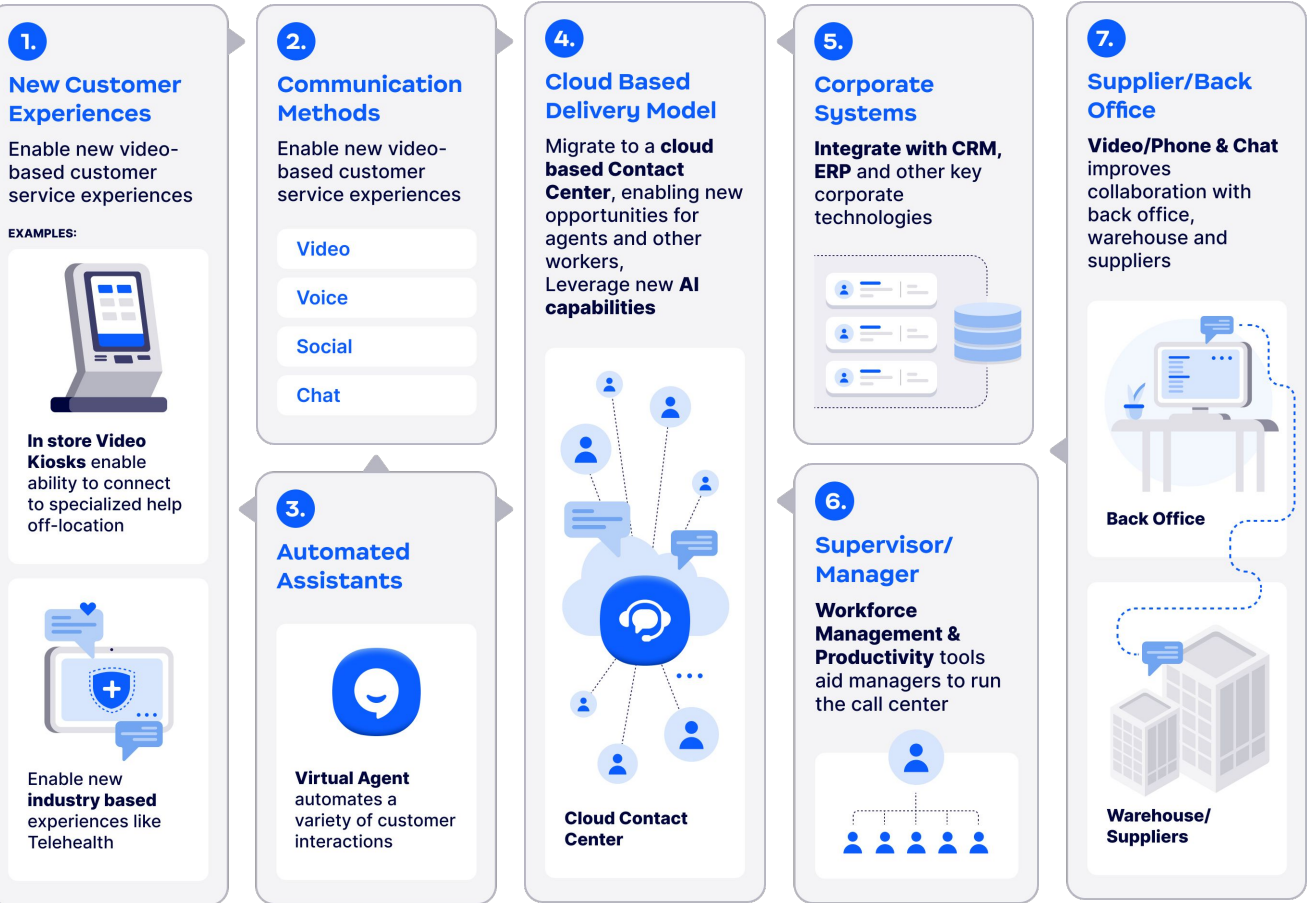 1.
New Customer
Experiences
Enable new video-
based customer
service experiences
EXAMPLES:
In store Video
Kiosks enable
ability to connect
to specialized help
off-location
Enable new
industry based
experiences like
Telehealth
2.
Communication
Methods
Enable new video-
based customer
service experiences
Video
Voice
Social
Chat
3.
Automated
Assistants
Virtual Agent
automates a
variety of customer
interactions
4.
Cloud Based
Delivery Model
Migrate to a cloud
based Contact
Center, enabling new
opportunities for
agents and other
workers,
Leverage new AI
capabilities
Cloud Contact
Center
5.
Corporate
Systems
Integrate with CRM,
ERP and other key
corporate
technologies
6.
Supervisor/
Manager
Workforce
Management &
Productivity tools
aid managers to run
the call center
7.
Supplier/Back
Office
Video/Phone & Chat
improves
collaboration with
back office,
warehouse and
suppliers
Back Office
Warehouse/
Suppliers